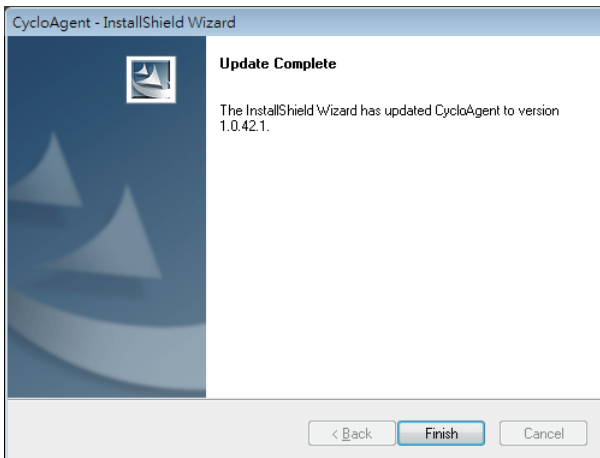 CycloAgent - InstallShield Wizard
Update Complete
The InstallShield Wizard has updated CycloAgent to version
1.0.42.1.
< Back
Finish
Cancel